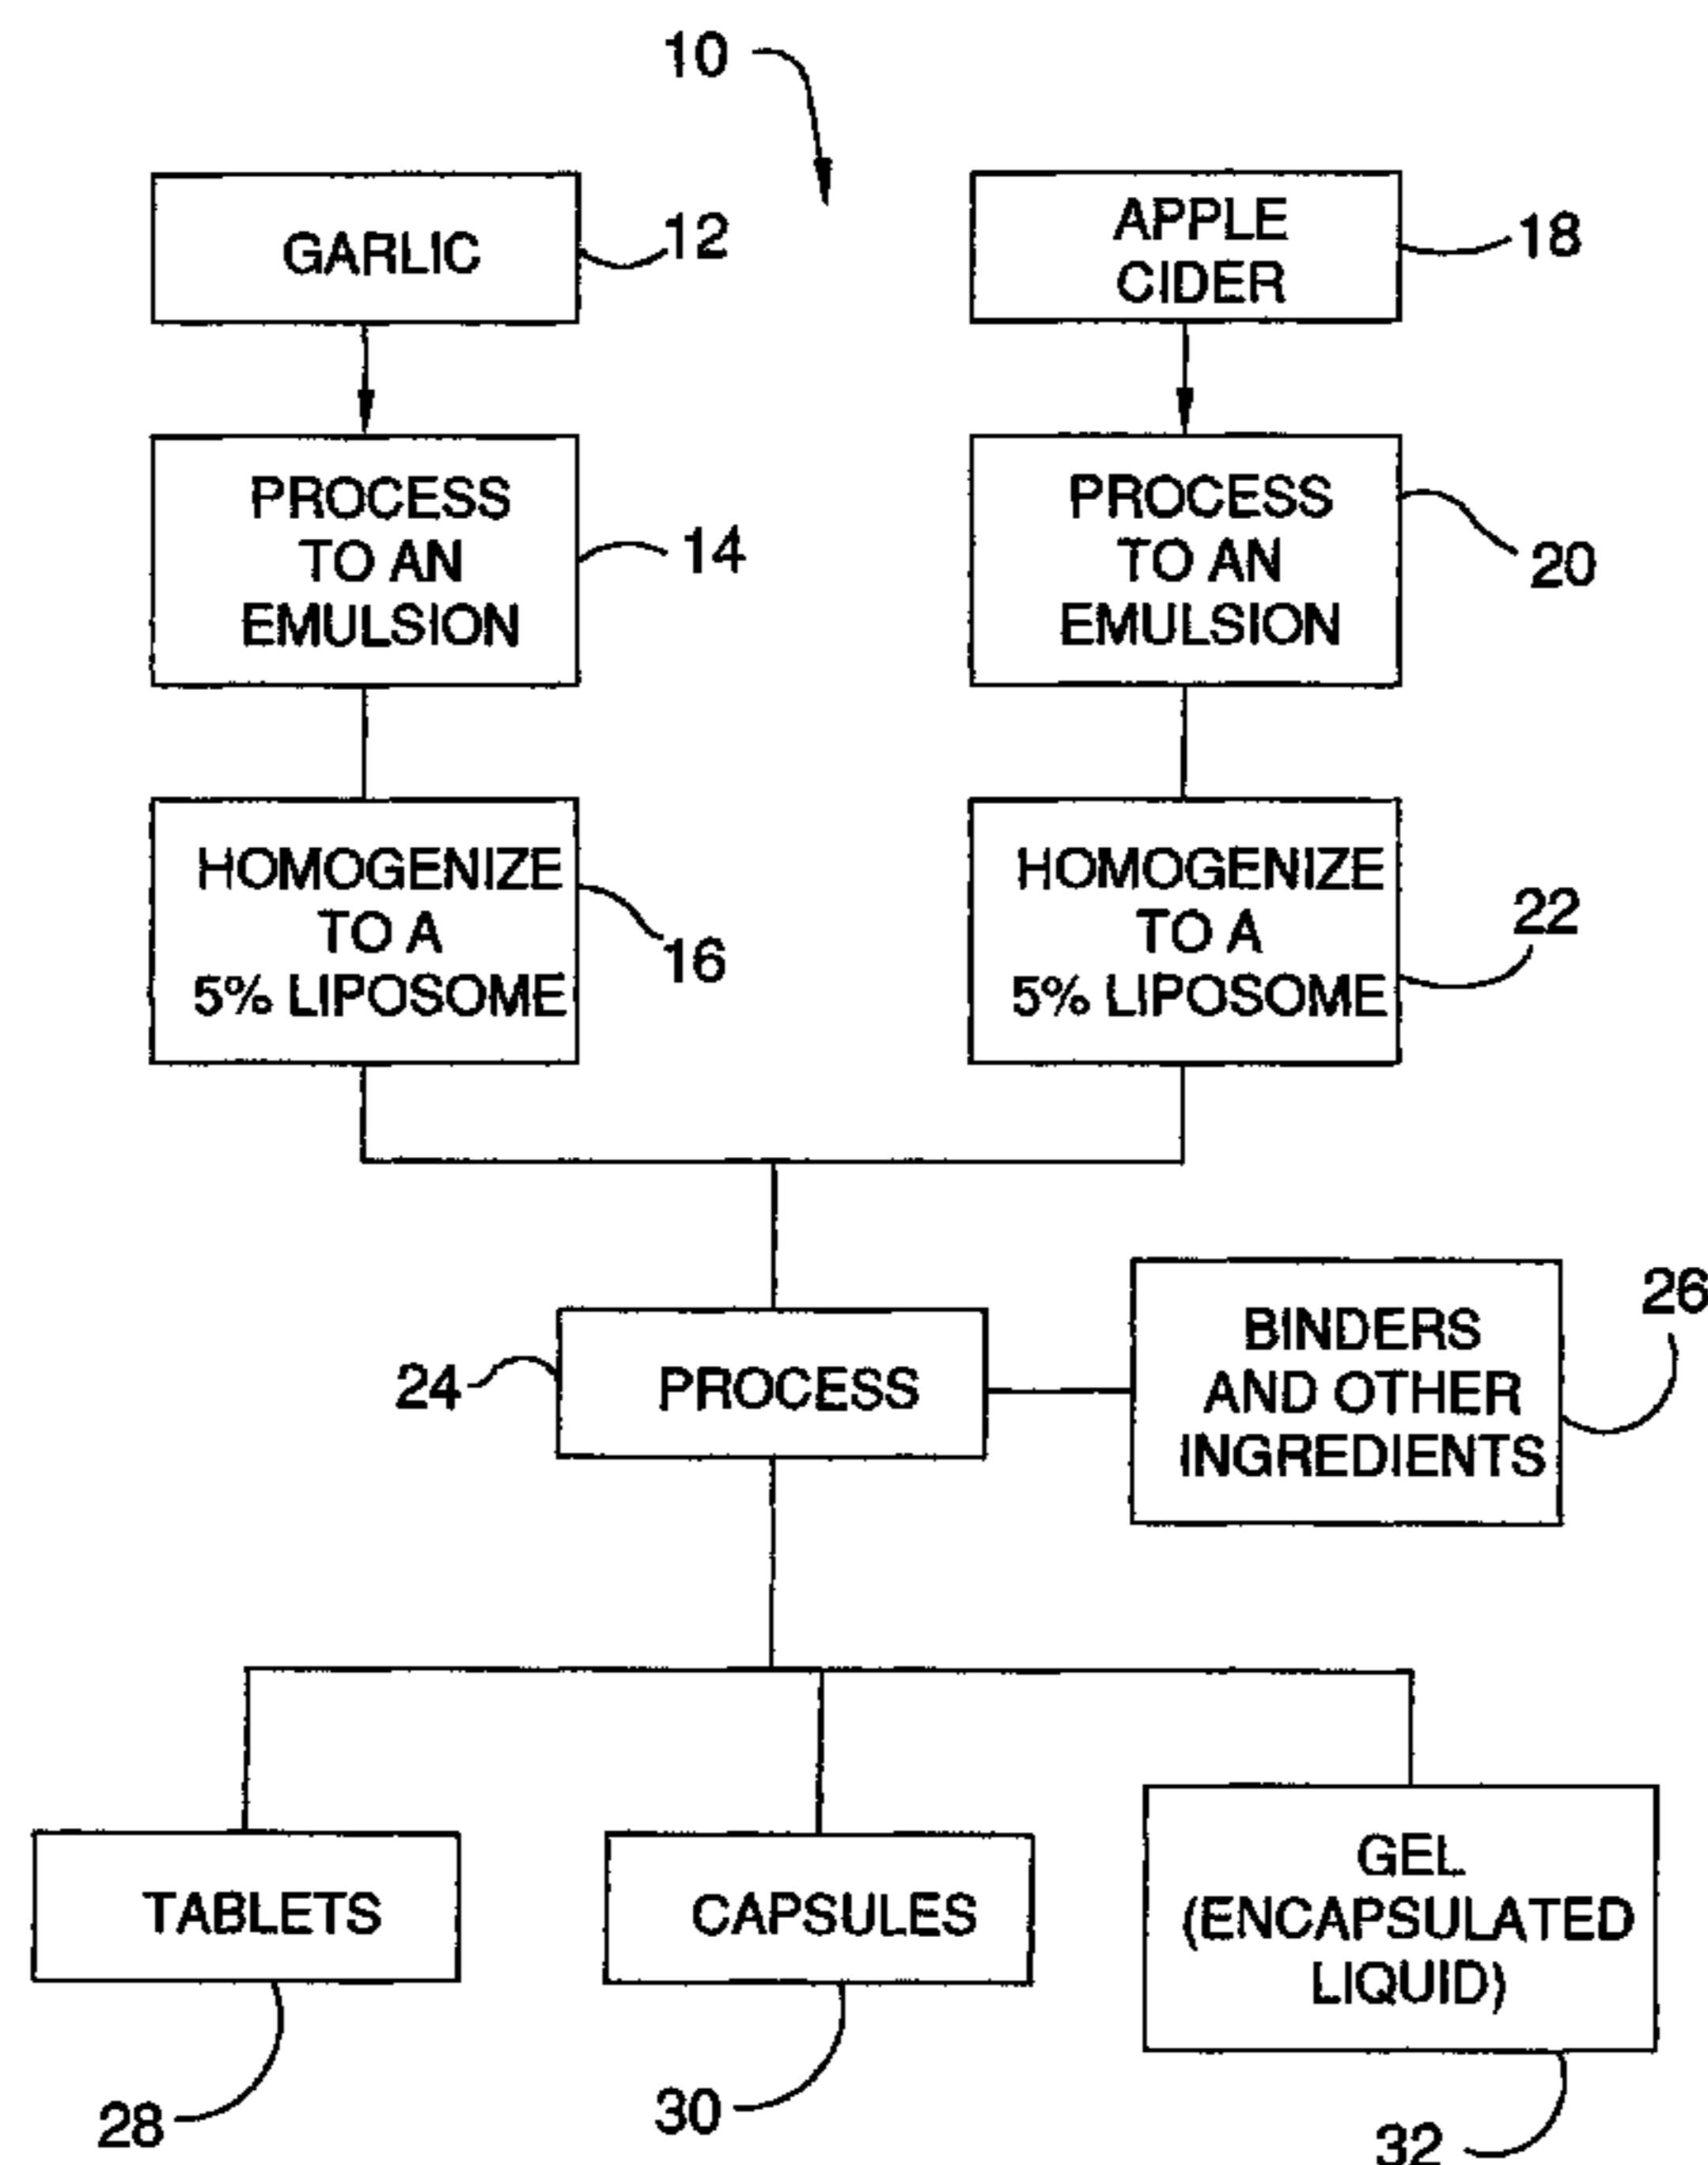 10
GARLIC
12
APPLE
CIDER
18
PROCESS
TO AN
EMULSION
14
PROCESS
TO AN
EMULSION
20
HOMOGENIZE
TO A
5% LIPOSOME
16
HOMOGENIZE
TO A
5% LIPOSOME
22
24
PROCESS
BINDERS
AND OTHER
INGREDIENTS
26
TABLETS
28
CAPSULES
30
GEL
(ENCAPSULATED
LIQUID)
32